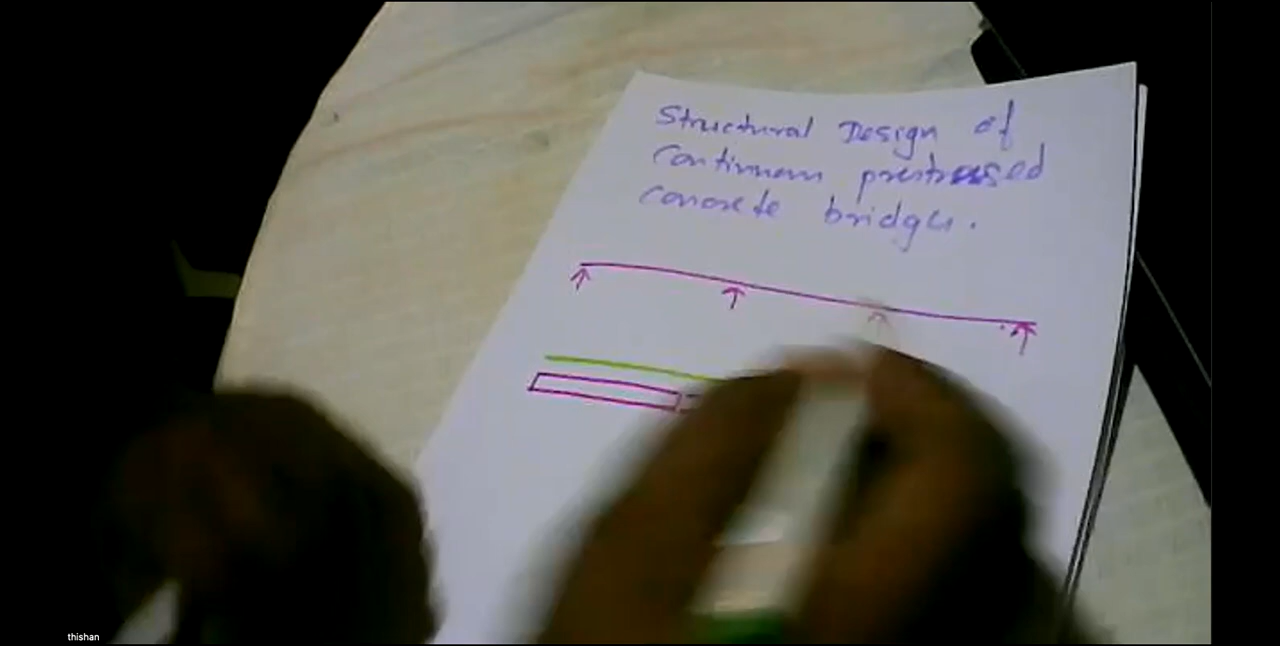 Structural Design of
continuous prestressed
concrete bridges.
thishan